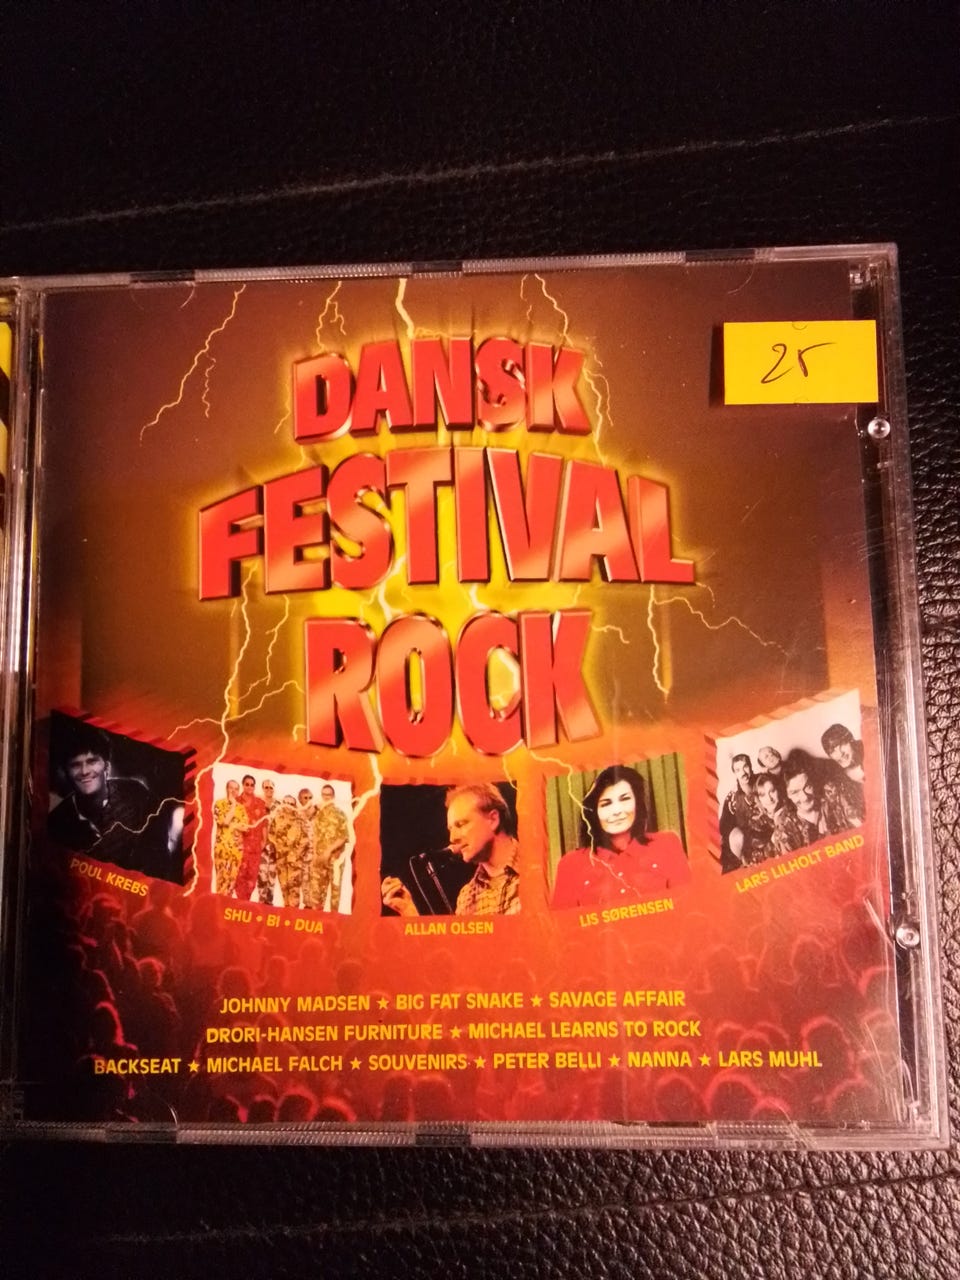 25
DANSK
FESTIVAL
ROCK
POUL KREBS
SHU • BI • DUA
ALLAN OLSEN
LIS SØRENSEN
LARS LILHOLT BAND
JOHNNY MADSEN ★ BIG FAT SNAKE ★ SAVAGE AFFAIR
DRORI-HANSEN FURNITURE ★ MICHAEL LEARNS TO ROCK
BACKSEAT ★ MICHAEL FALCH ★ SOUVENIRS ★ PETER BELLI ★ NANNA ★ LARS MUHL